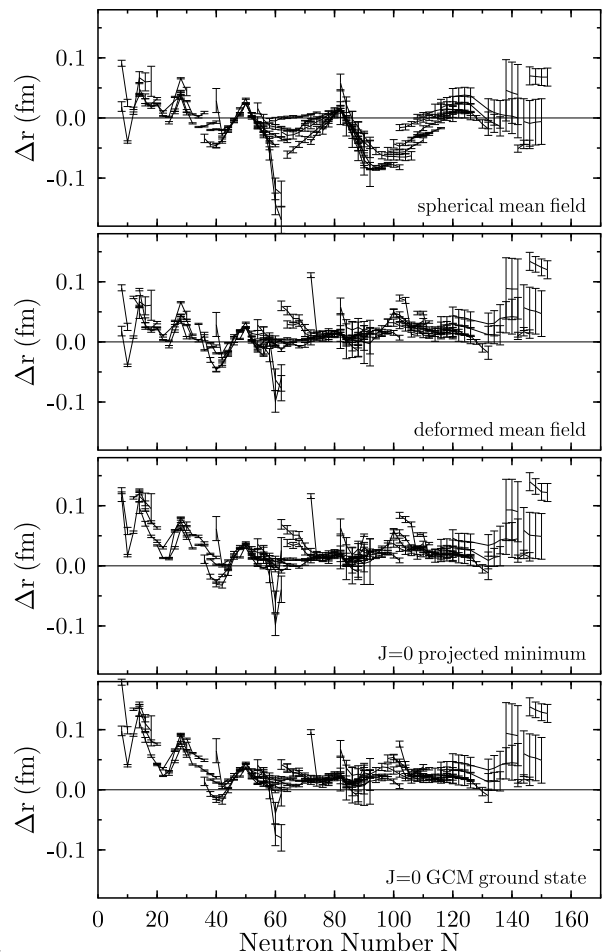 0.1
0.0
-0.1
Δr (fm)
spherical mean field
0.1
0.0
-0.1
Δr (fm)
deformed mean field
0.1
0.0
-0.1
Δr (fm)
J=0 projected minimum
0.1
0.0
-0.1
Δr (fm)
J=0 GCM ground state
0 20 40 60 80 100 120 140 160
Neutron Number N